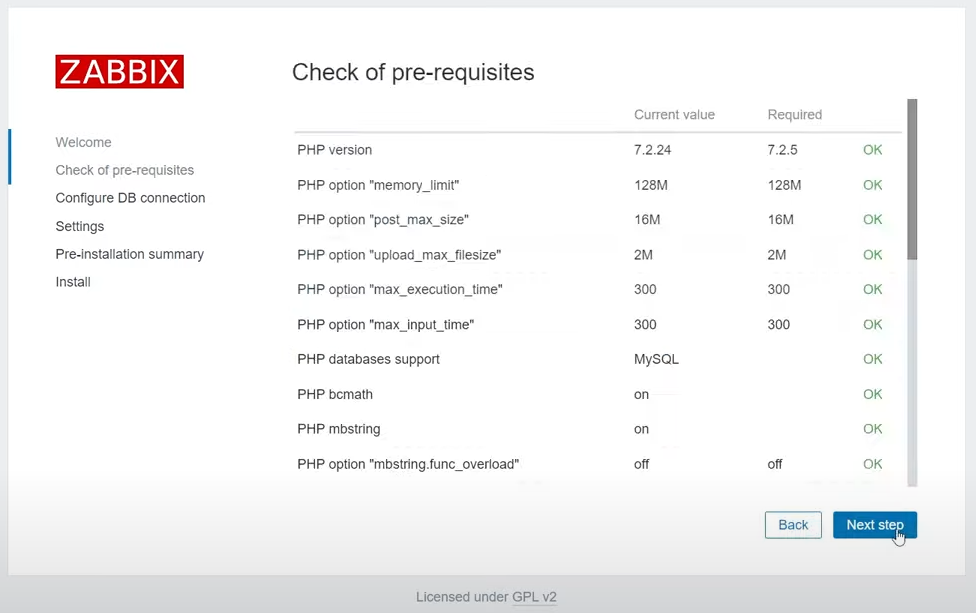 ZABBIX
Welcome
Check of pre-requisites
Configure DB connection
Settings
Pre-installation summary
Install
Check of pre-requisites
Current value Required
PHP version 7.2.24 7.2.5 OK
PHP option "memory_limit" 128M 128M OK
PHP option "post_max_size" 16M 16M OK
PHP option "upload_max_filesize" 2M 2M OK
PHP option "max_execution_time" 300 300 OK
PHP option "max_input_time" 300 300 OK
PHP databases support MySQL OK
PHP bcmath on OK
PHP mbstring on OK
PHP option "mbstring.func_overload" off off OK
Back Next step
Licensed under GPL v2